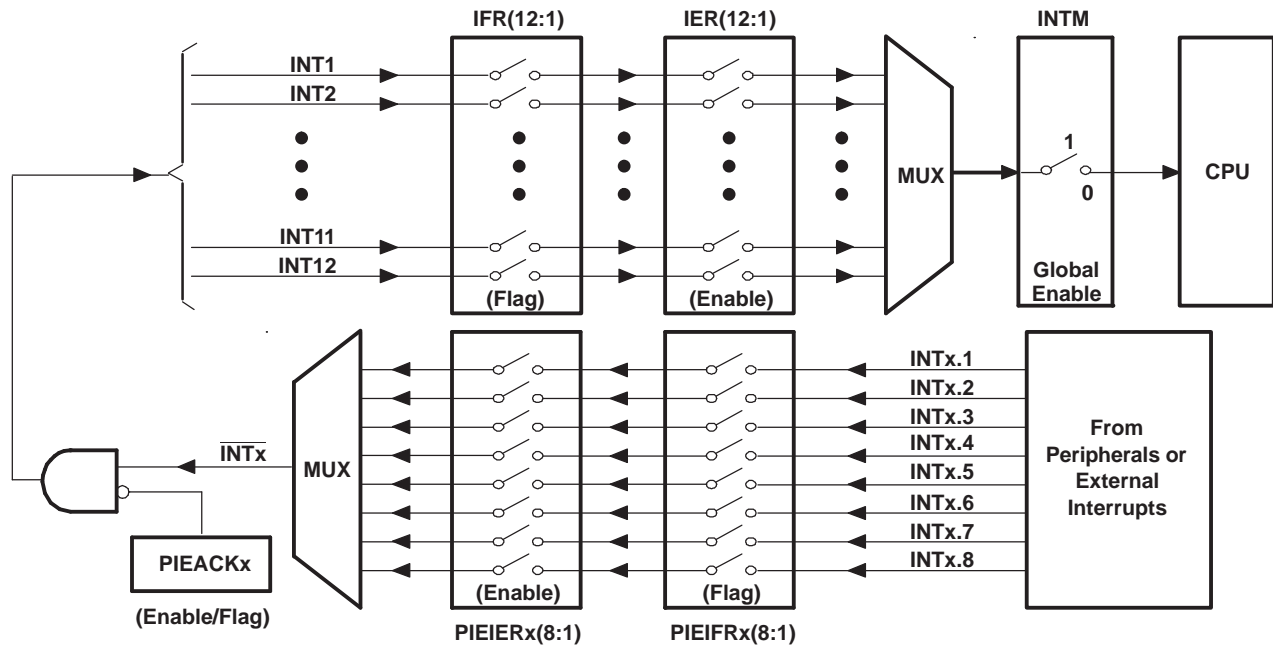 IFR(12:1)
IER(12:1)
INTM
INT1
INT2
1
MUX
CPU
0
INT11
INT12
Global
Enable
(Flag)
(Enable)
INTx.1
INTx.2
INTx.3
INTx.4
INTx.5
INTx.6
INTx.7
INTx.8
From
Peripherals or
External
Interrupts
INTx
MUX
PIEACKx
(Enable/Flag)
(Enable)
(Flag)
PIEIERx(8:1)
PIEIFRx(8:1)